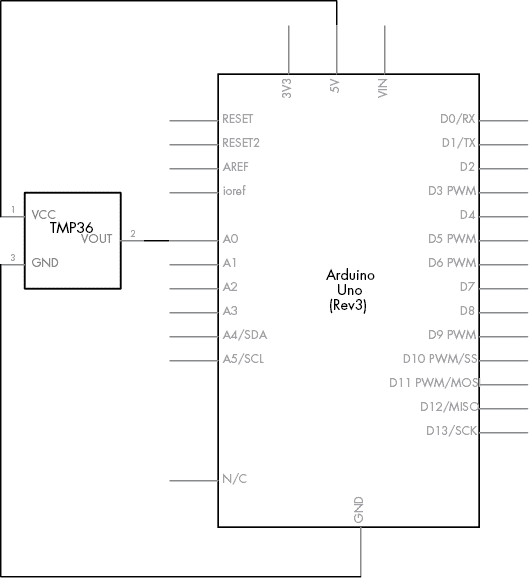 3V3
5V
VIN
RESET
RESET2
AREF
ioref
A0
A1
A2
A3
A4/SDA
A5/SCL
N/C
D0/RX
D1/TX
D2
D3 PWM
D4
D5 PWM
D6 PWM
D7
D8
D9 PWM
D10 PWM/SS
D11 PWM/MOS
D12/MISO
D13/SCK
GND
Arduino
Uno
(Rev3)
1
VCC
TMP36
VOUT
2
3
GND